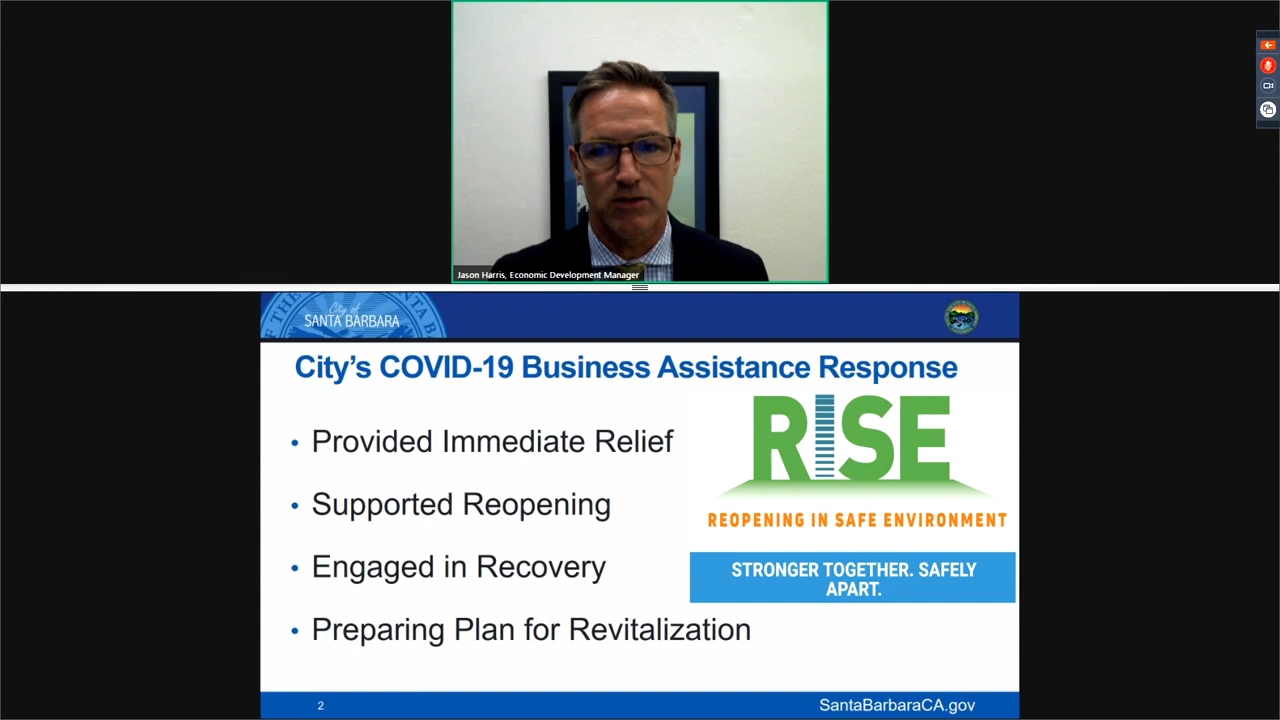 Jason Harris, Economic Development Manager
City of
SANTA BARBARA
City's COVID-19 Business Assistance Response
RISE
REOPENING IN SAFE ENVIRONMENT
STRONGER TOGETHER. SAFELY
APART.
• Provided Immediate Relief
• Supported Reopening
• Engaged in Recovery
• Preparing Plan for Revitalization
2
SantaBarbaraCA.gov